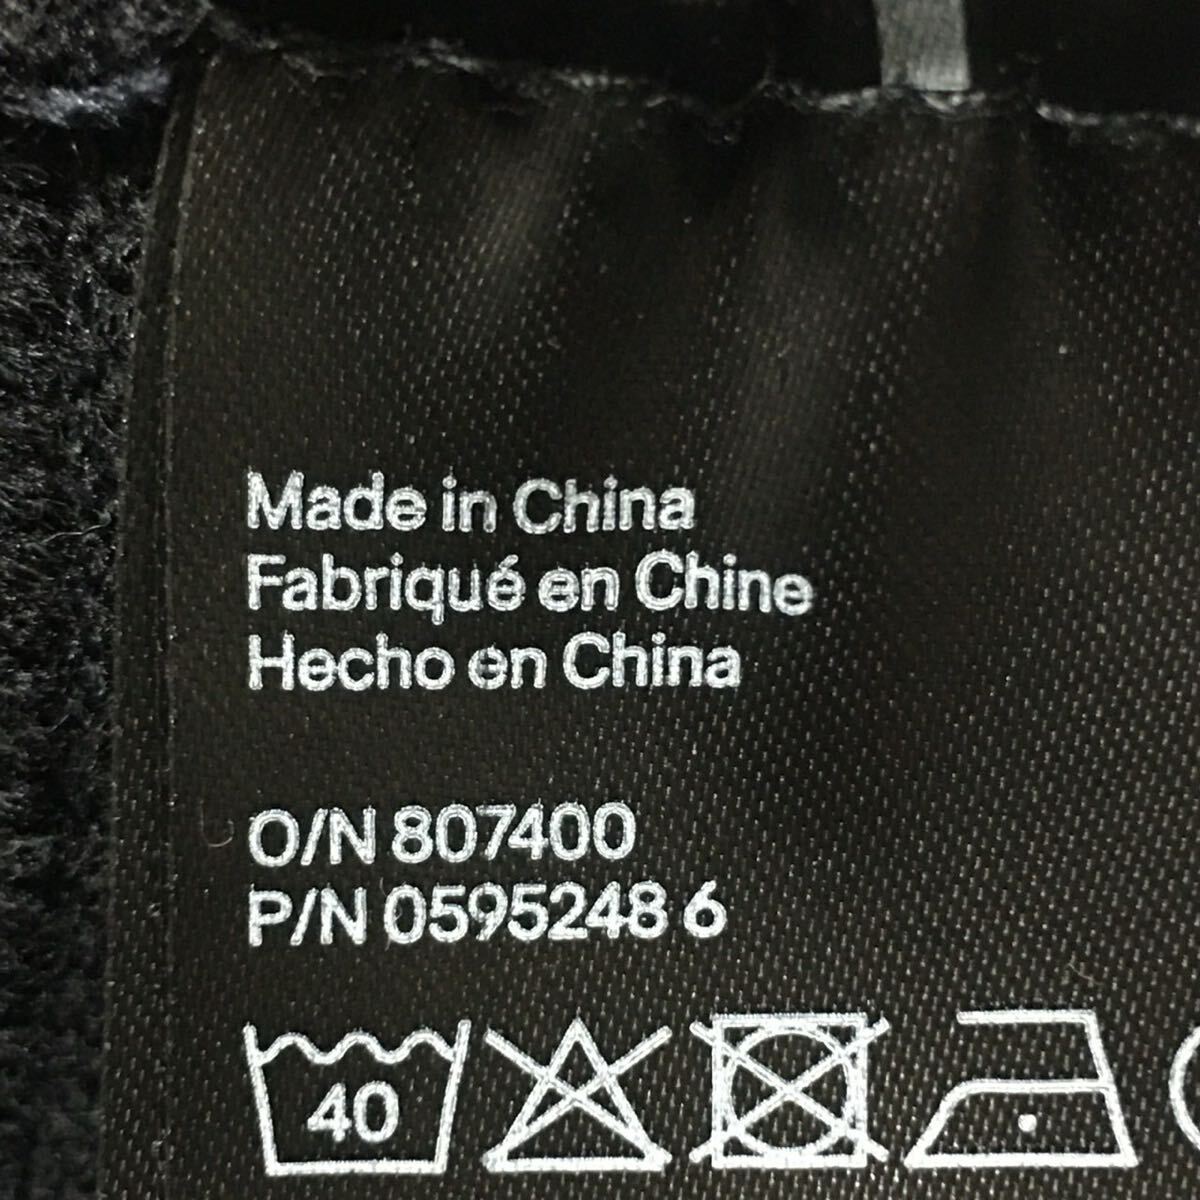 Made in China
Fabriqué en Chine
Hecho en China
O/N 807400
P/N 0595248 6
40